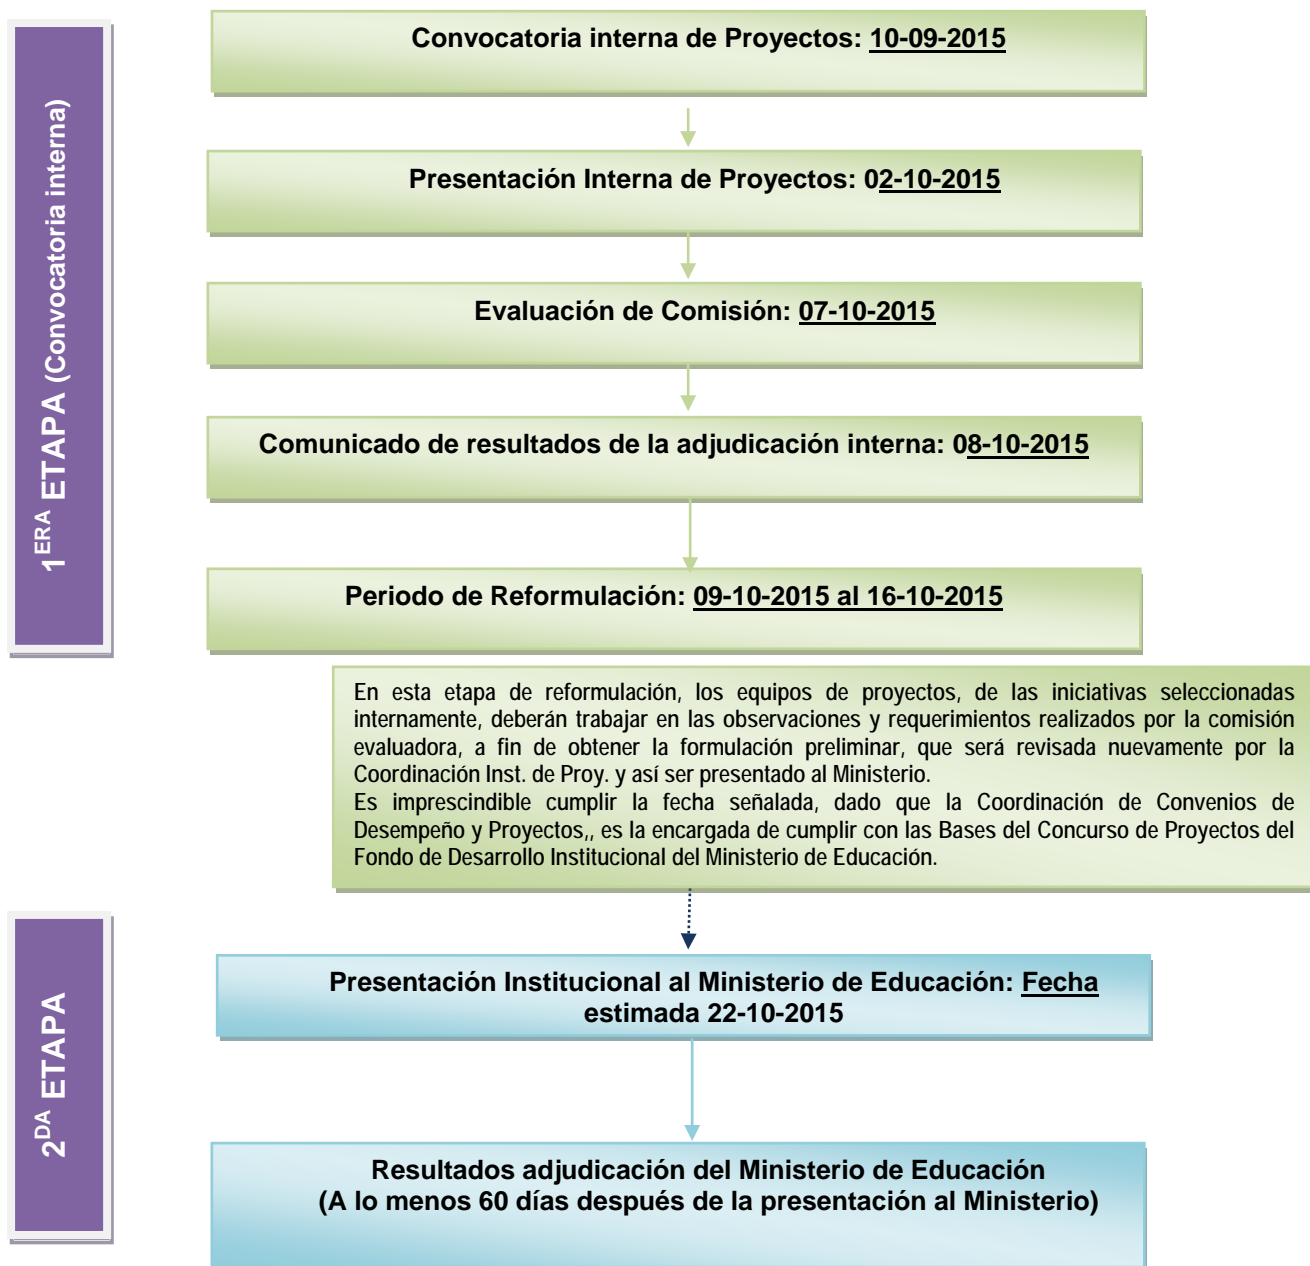 1ERA ETAPA (Convocatoria interna)
Convocatoria interna de Proyectos: 10-09-2015
Presentación Interna de Proyectos: 02-10-2015
Evaluación de Comisión: 07-10-2015
Comunicado de resultados de la adjudicación interna: 08-10-2015
Periodo de Reformulación: 09-10-2015 al 16-10-2015
En esta etapa de reformulación, los equipos de proyectos, de las iniciativas seleccionadas
internamente, deberán trabajar en las observaciones y requerimientos realizados por la comisión
evaluadora, a fin de obtener la formulación preliminar, que será revisada nuevamente por la
Coordinación Inst. de Proy. y así ser presentado al Ministerio.
Es imprescindible cumplir la fecha señalada, dado que la Coordinación de Convenios de
Desempeño y Proyectos,, es la encargada de cumplir con las Bases del Concurso de Proyectos del
Fondo de Desarrollo Institucional del Ministerio de Educación.
2DA ETAPA
Presentación Institucional al Ministerio de Educación: Fecha
estimada 22-10-2015
Resultados adjudicación del Ministerio de Educación
(A lo menos 60 días después de la presentación al Ministerio)